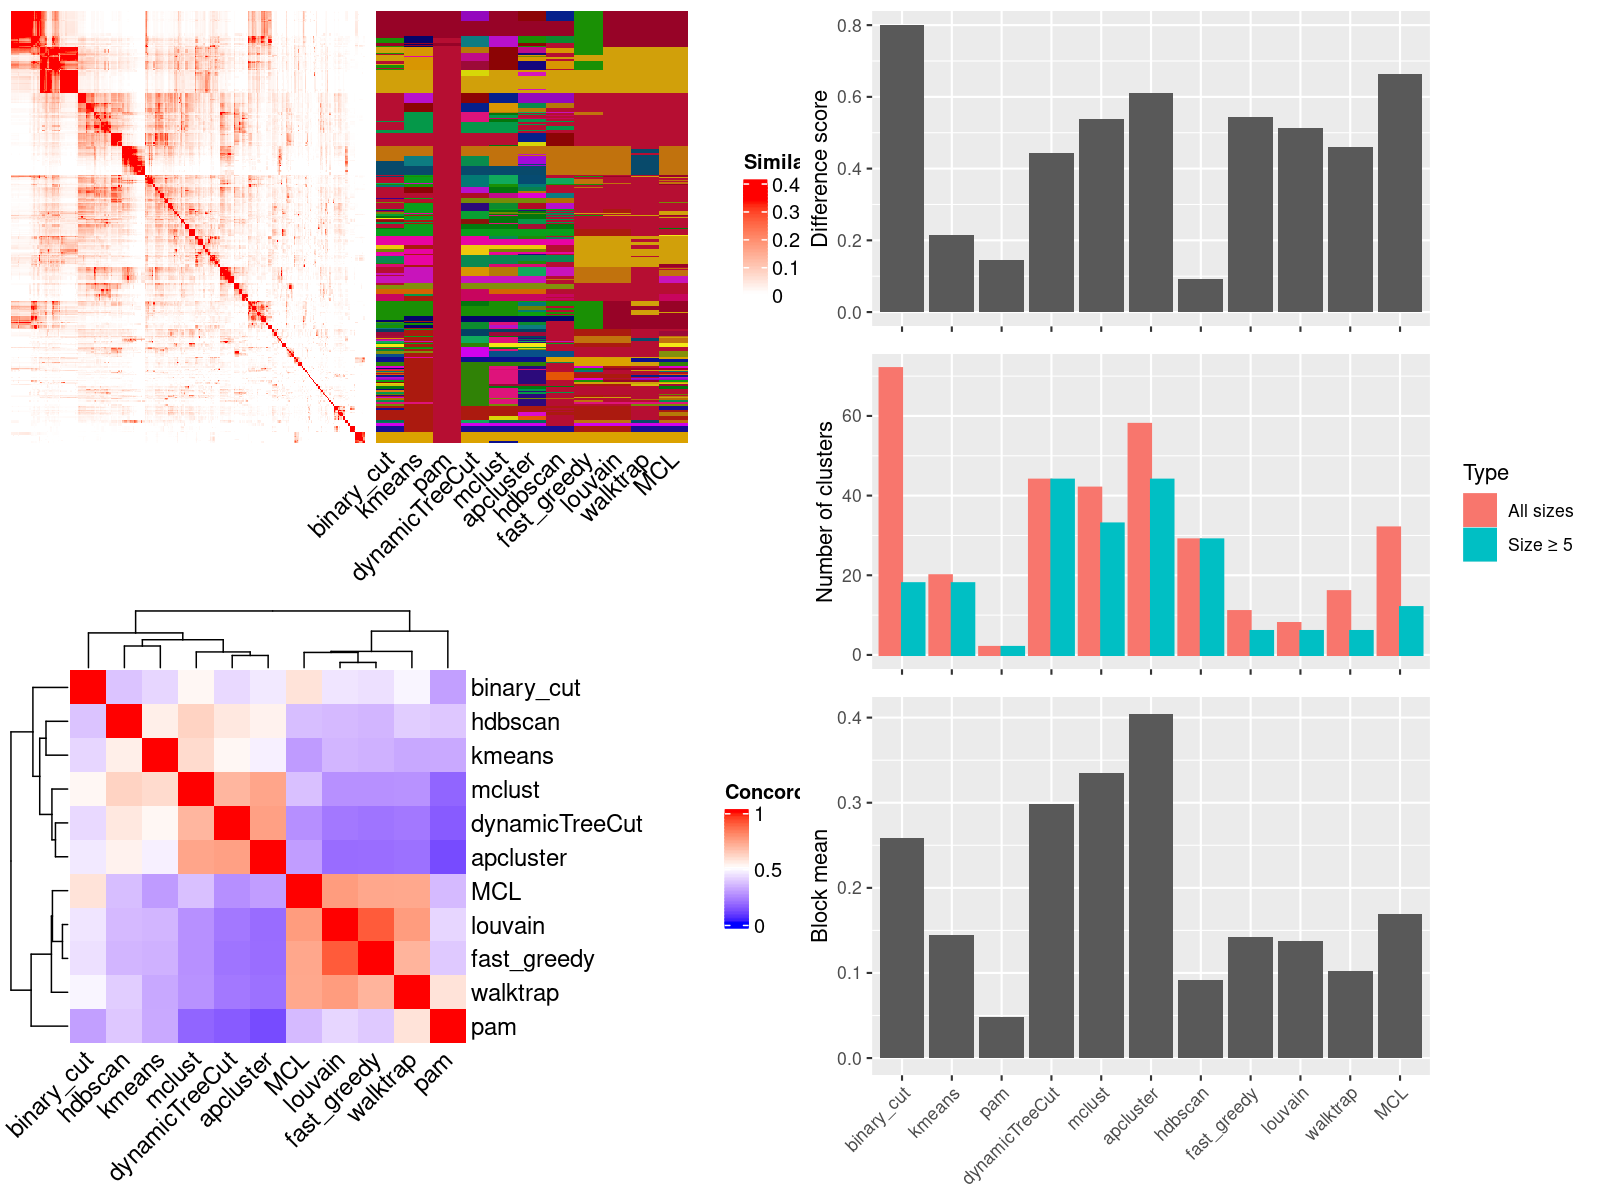 Simila
0.4
0.3
0.2
0.1
0
binary_cut
kmeans
pam
dynamicTreeCut
mclust
apcluster
hdbscan
fast_greedy
louvain
walktrap
MCL
binary_cut
hdbscan
kmeans
mclust
dynamicTreeCut
apcluster
MCL
louvain
fast_greedy
walktrap
pam
binary_cut
hdbscan
kmeans
mclust
dynamicTreeCut
apcluster
MCL
louvain
fast_greedy
walktrap
pam
Concord
1
0.5
0
Difference score
0.8
0.6
0.4
0.2
0.0
Number of clusters
60
40
20
0
Type
All sizes
Size ≥ 5
Block mean
0.4
0.3
0.2
0.1
0.0
binary_cut
kmeans
pam
dynamicTreeCut
mclust
apcluster
hdbscan
fast_greedy
louvain
walktrap
MCL